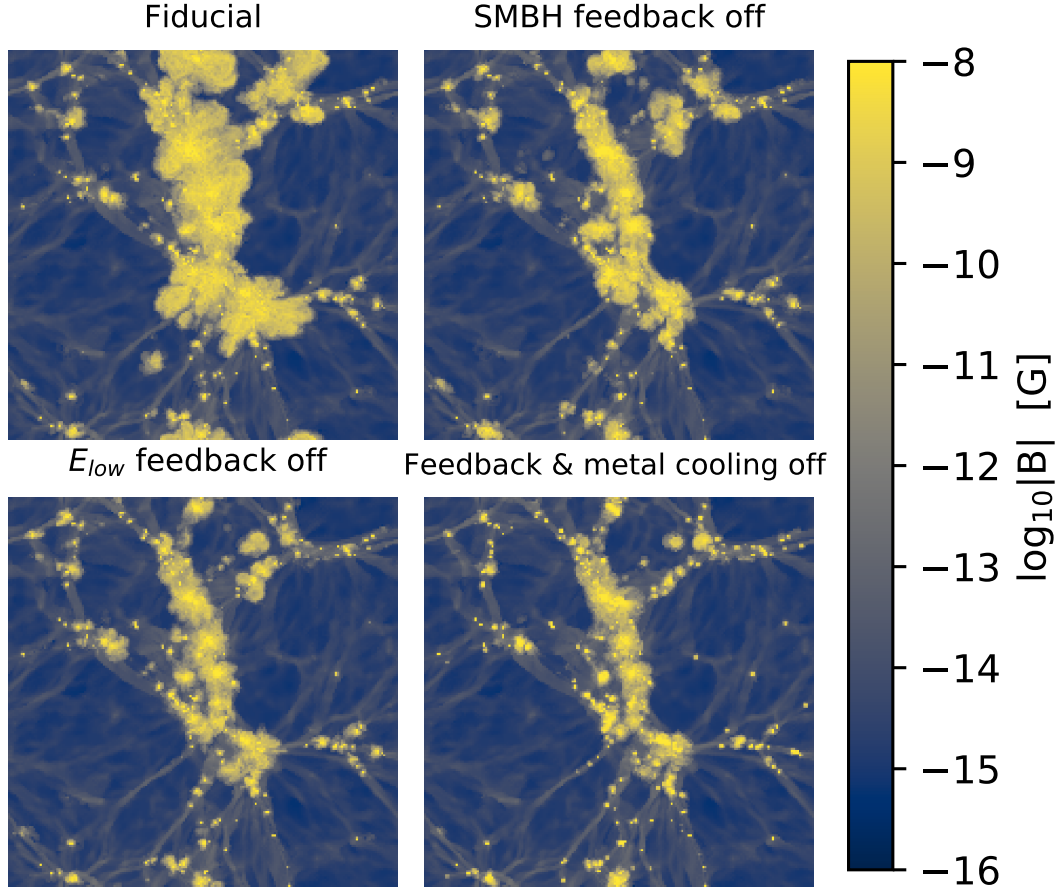 Fiducial
SMBH feedback off
E_low feedback off
Feedback & metal cooling off
−8
−9
−10
−11
−12
−13
−14
−15
−16
log₁₀|B| [G]